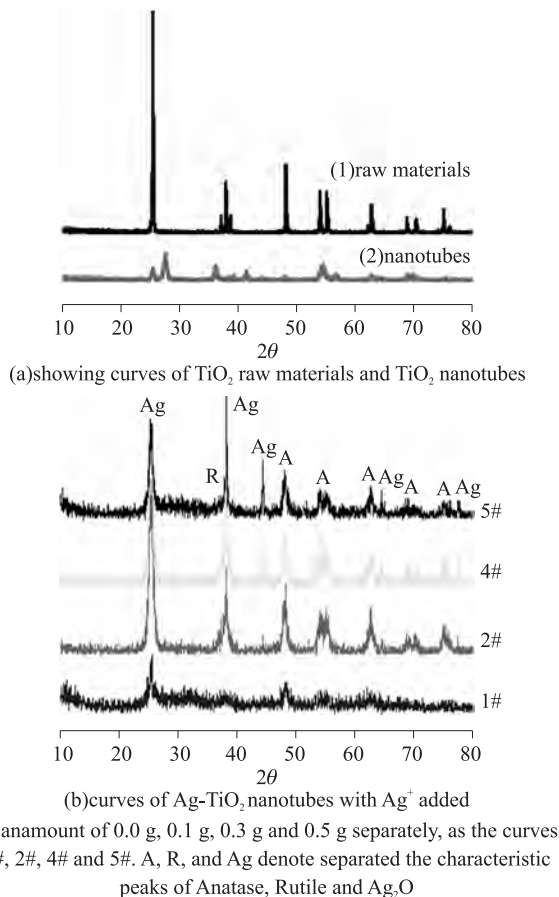 (1)raw materials
(2)nanotubes
10 20 30 40 50 60 70 80
2θ
(a)showing curves of TiO₂ raw materials and TiO₂ nanotubes
Ag
Ag
R
Ag
A
A
A
Ag
A
A
Ag
5#
4#
2#
1#
10 20 30 40 50 60 70 80
2θ
(b)curves of Ag-TiO₂ nanotubes with Ag⁺ added
anamount of 0.0 g, 0.1 g, 0.3 g and 0.5 g separately, as the curves
#, 2#, 4# and 5#. A, R, and Ag denote separated the characteristic
peaks of Anatase, Rutile and Ag₂O